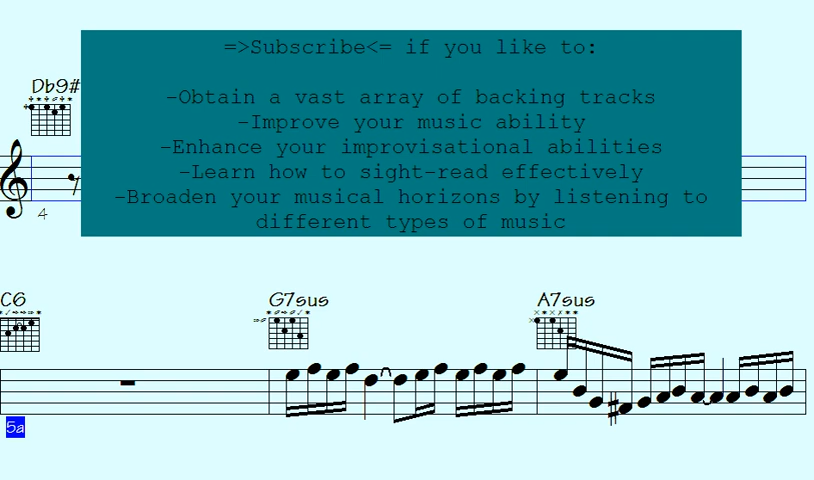 =>Subscribe<= if you like to:
-Obtain a vast array of backing tracks
-Improve your music ability
-Enhance your improvisational abilities
-Learn how to sight-read effectively
-Broaden your musical horizons by listening to
different types of music
Db9#
4
C6 G7sus A7sus
5a